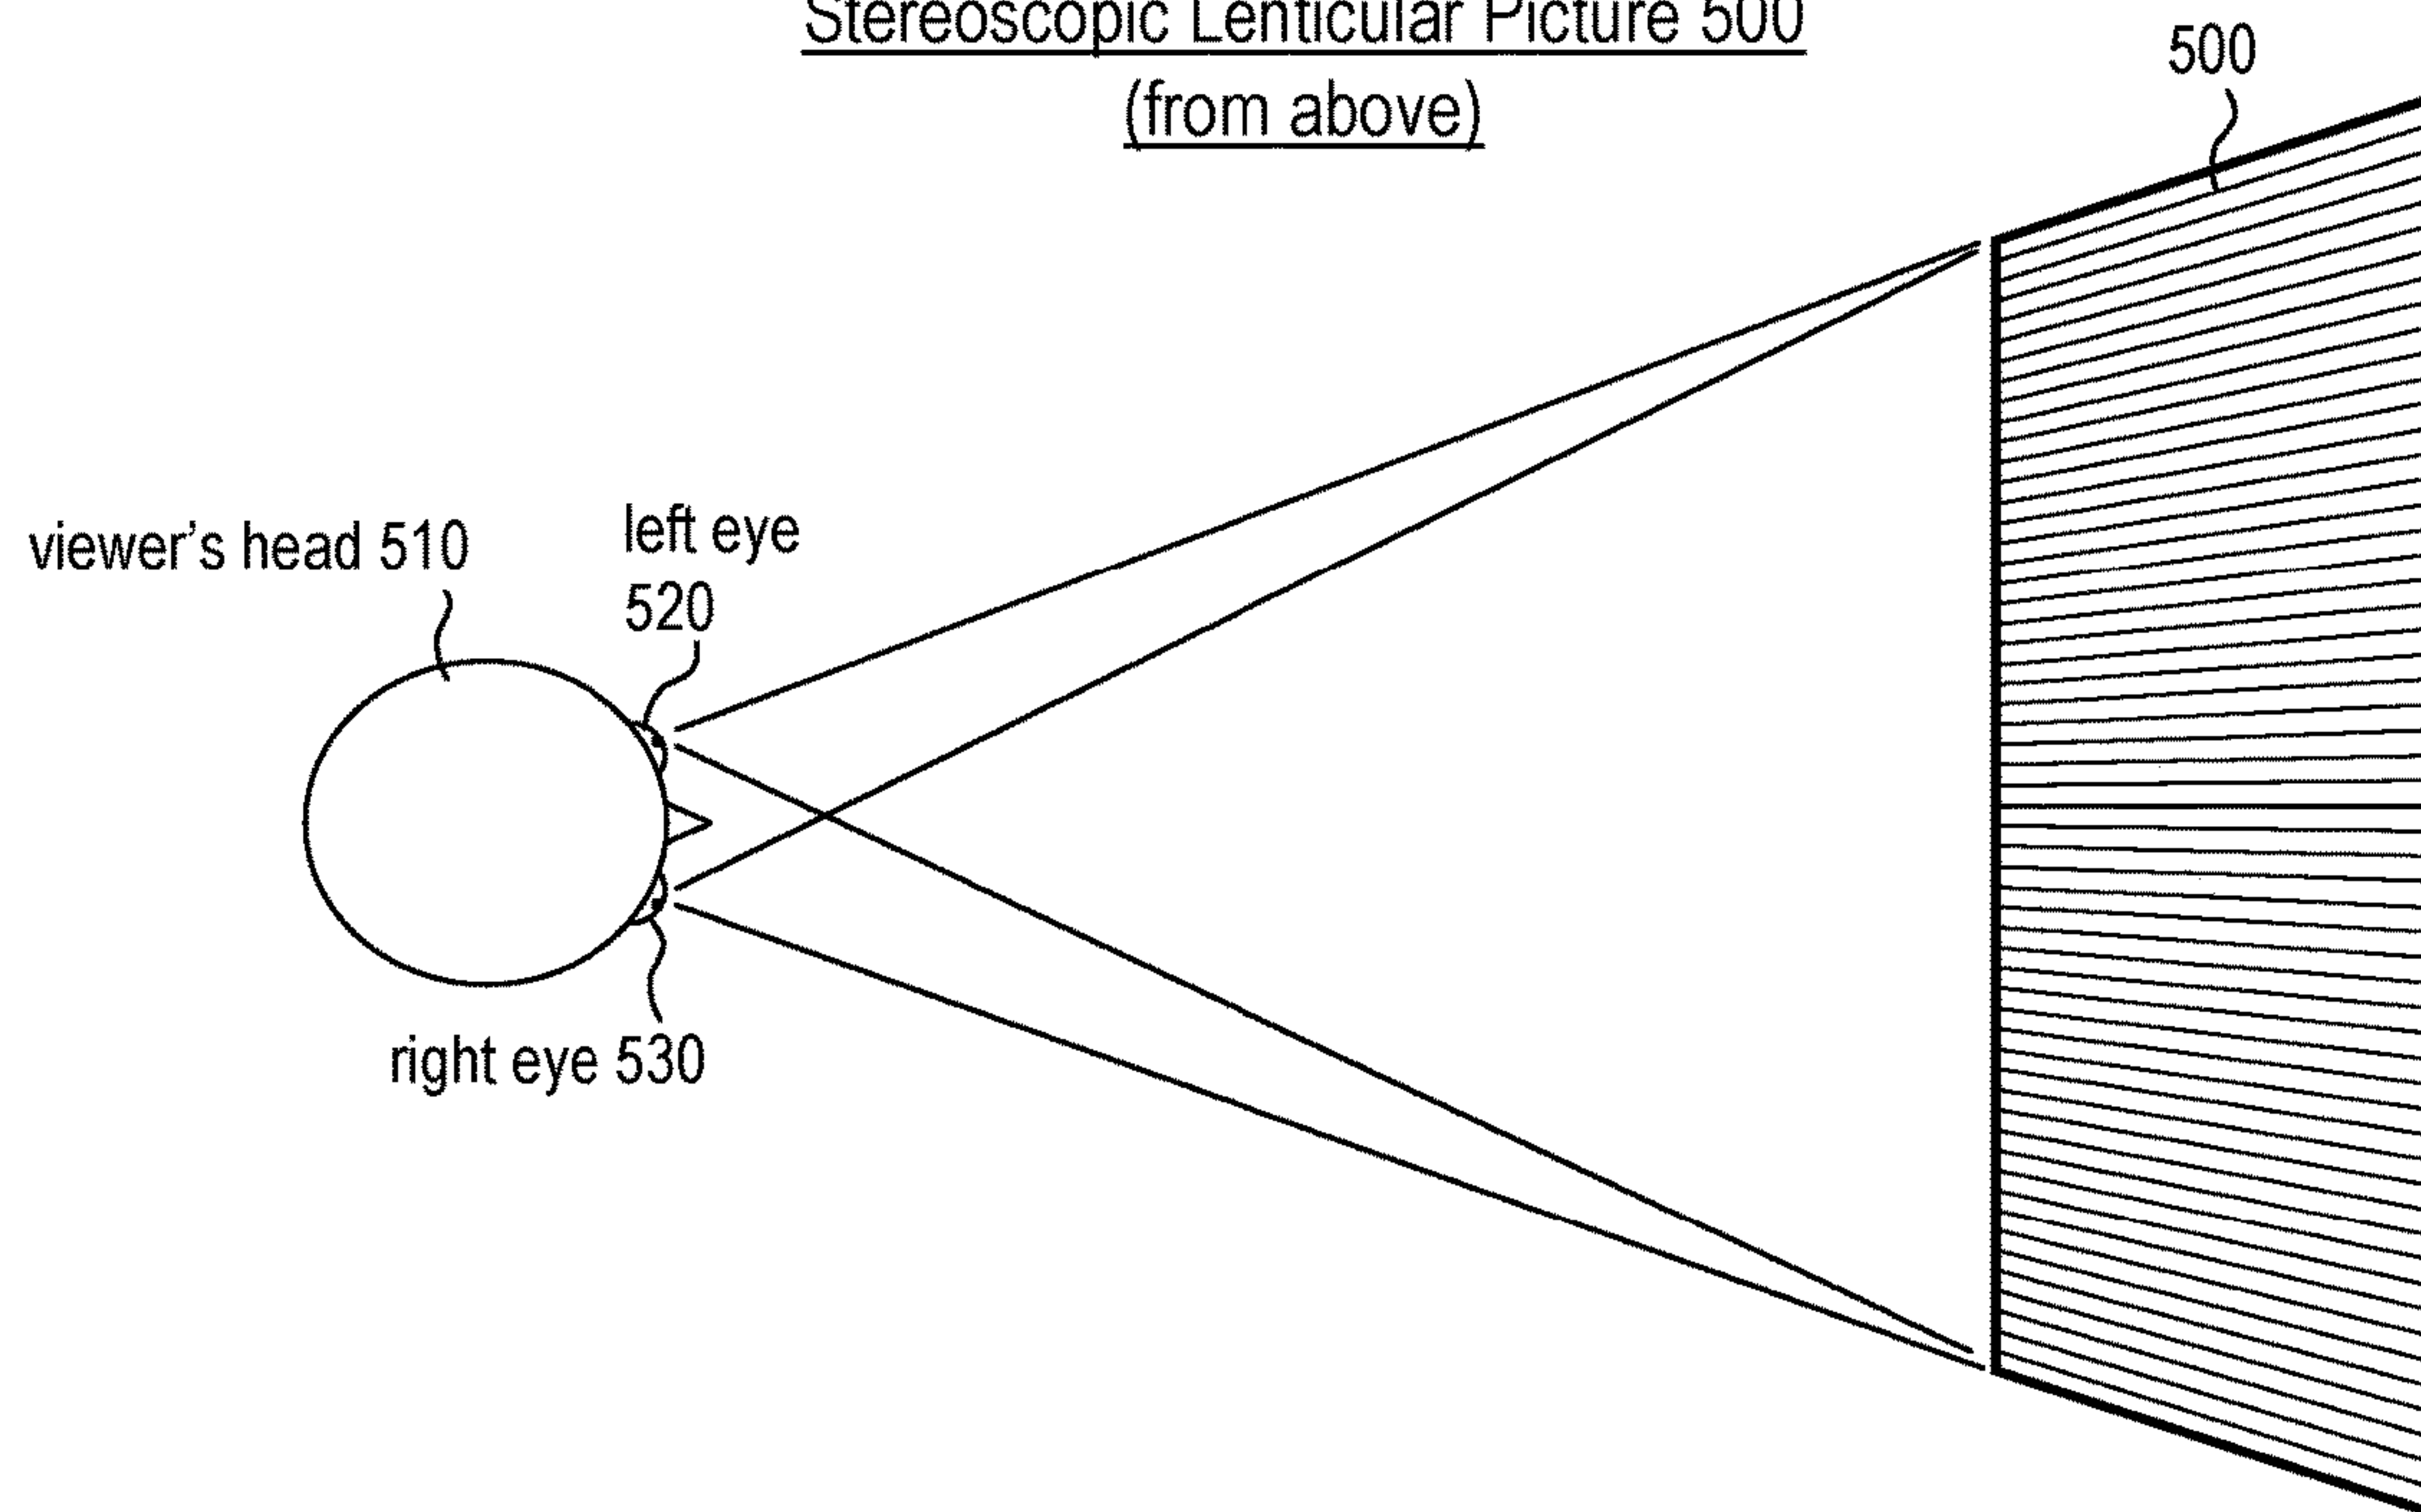 Stereoscopic Lenticular Picture 500
(from above)
500
viewer's head 510
left eye
520
right eye 530